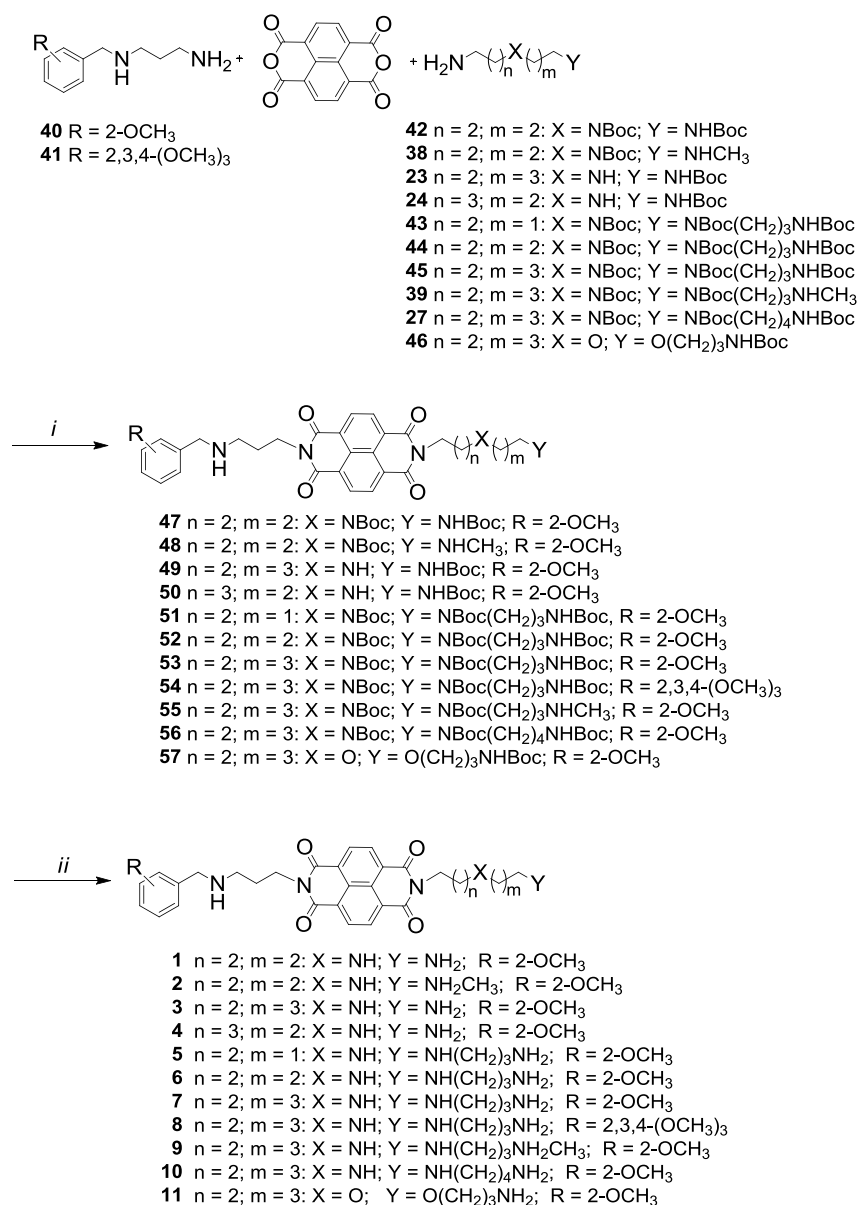 R
N
H
NH2
+
O O
O O
O O
+
H2N ( )n X ( )m Y
40 R = 2-OCH3
41 R = 2,3,4-(OCH3)3
42 n = 2; m = 2: X = NBoc; Y = NHBoc
38 n = 2; m = 2: X = NBoc; Y = NHCH3
23 n = 2; m = 3: X = NH; Y = NHBoc
24 n = 3; m = 2: X = NH; Y = NHBoc
43 n = 2; m = 1: X = NBoc; Y = NBoc(CH2)3NHBoc
44 n = 2; m = 2: X = NBoc; Y = NBoc(CH2)3NHBoc
45 n = 2; m = 3: X = NBoc; Y = NBoc(CH2)3NHBoc
39 n = 2; m = 3: X = NBoc; Y = NBoc(CH2)3NHCH3
27 n = 2; m = 3: X = NBoc; Y = NBoc(CH2)4NHBoc
46 n = 2; m = 3: X = O; Y = O(CH2)3NHBoc
i
R
N
H
O O
N N
O O
( )n X ( )m Y
47 n = 2; m = 2: X = NBoc; Y = NHBoc; R = 2-OCH3
48 n = 2; m = 2: X = NBoc; Y = NHCH3; R = 2-OCH3
49 n = 2; m = 3: X = NH; Y = NHBoc; R = 2-OCH3
50 n = 3; m = 2: X = NH; Y = NHBoc; R = 2-OCH3
51 n = 2; m = 1: X = NBoc; Y = NBoc(CH2)3NHBoc, R = 2-OCH3
52 n = 2; m = 2: X = NBoc; Y = NBoc(CH2)3NHBoc; R = 2-OCH3
53 n = 2; m = 3: X = NBoc; Y = NBoc(CH2)3NHBoc; R = 2-OCH3
54 n = 2; m = 3: X = NBoc; Y = NBoc(CH2)3NHBoc; R = 2,3,4-(OCH3)3
55 n = 2; m = 3: X = NBoc; Y = NBoc(CH2)3NHCH3; R = 2-OCH3
56 n = 2; m = 3: X = NBoc; Y = NBoc(CH2)4NHBoc; R = 2-OCH3
57 n = 2; m = 3: X = O; Y = O(CH2)3NHBoc; R = 2-OCH3
ii
R
N
H
O O
N N
O O
( )n X ( )m Y
1 n = 2; m = 2: X = NH; Y = NH2; R = 2-OCH3
2 n = 2; m = 2: X = NH; Y = NH2CH3; R = 2-OCH3
3 n = 2; m = 3: X = NH; Y = NH2; R = 2-OCH3
4 n = 3; m = 2: X = NH; Y = NH2; R = 2-OCH3
5 n = 2; m = 1: X = NH; Y = NH(CH2)3NH2; R = 2-OCH3
6 n = 2; m = 2: X = NH; Y = NH(CH2)3NH2; R = 2-OCH3
7 n = 2; m = 3: X = NH; Y = NH(CH2)3NH2; R = 2-OCH3
8 n = 2; m = 3: X = NH; Y = NH(CH2)3NH2; R = 2,3,4-(OCH3)3
9 n = 2; m = 3: X = NH; Y = NH(CH2)3NH2CH3; R = 2-OCH3
10 n = 2; m = 3: X = NH; Y = NH(CH2)4NH2; R = 2-OCH3
11 n = 2; m = 3: X = O; Y = O(CH2)3NH2; R = 2-OCH3